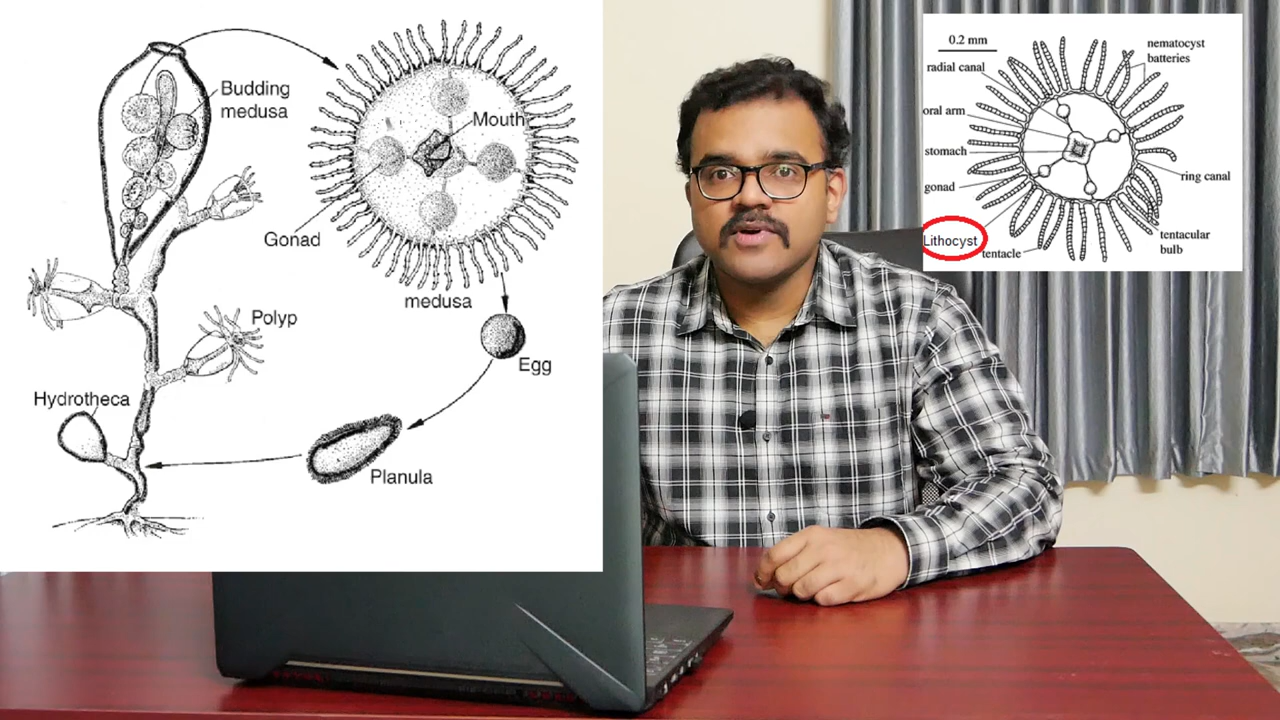 Budding
medusa
Mouth
Gonad
medusa
Polyp
Egg
Hydrotheca
Planula
0.2 mm
nematocyst
batteries
radial canal
oral arm
stomach
ring canal
gonad
Lithocyst
tentacle
tentacular
bulb